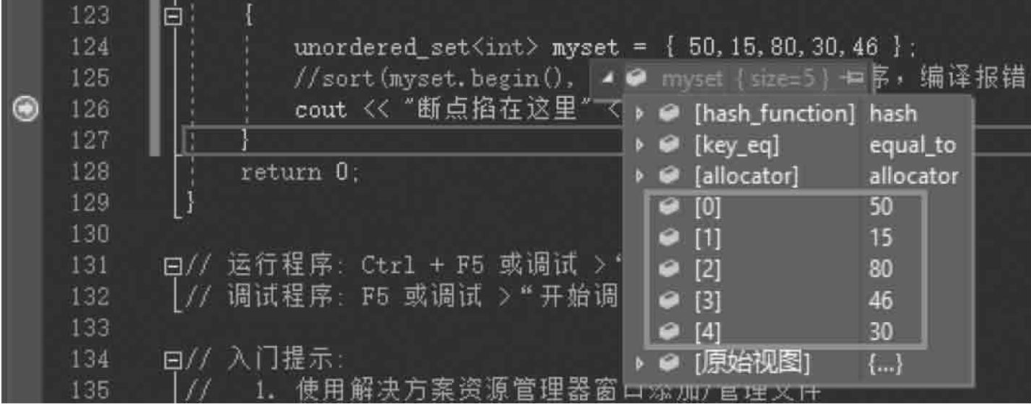 123 {
124 unordered_set<int> myset = { 50,15,80,30,46 };
125 //sort(myset.begin(), myset { size=5 } 序，编译报错
126 cout << "断点掐在这里" < [hash_function] hash
127 } [key_eq] equal_to
128 return 0; [allocator] allocator
129 } [0] 50
130 [1] 15
131 // 运行程序: Ctrl + F5 或调试 >“ [2] 80
132 // 调试程序: F5 或调试 >“开始调 [3] 46
133 [4] 30
134 // 入门提示: [原始视图] {...}
135 // 1. 使用解决方案资源管理器窗口添加/管理文件